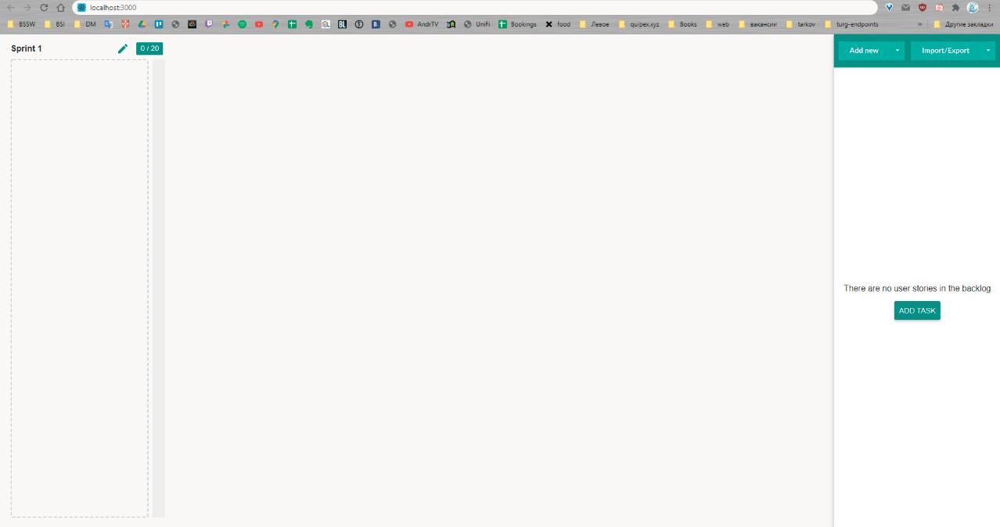 localhost:3000
BSSW BSI DM BL B. AndrTV UniFi Bookings food Левое quipex.xyz Books web вакансии tarkov turg-endpoints » Другие закладки
Sprint 1 0 / 20
Add new Import/Export
There are no user stories in the backlog
ADD TASK